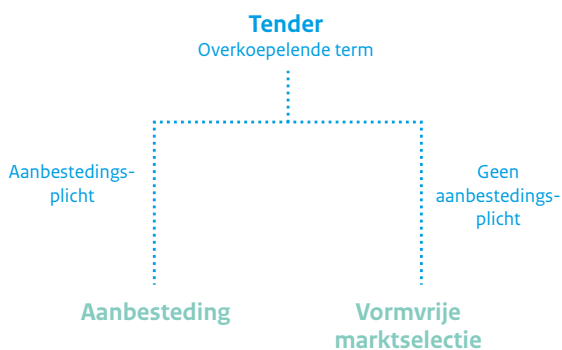 Tender
Overkoepelende term
Aanbestedings-
plicht
Geen
aanbestedings-
plicht
Aanbesteding
Vormvrije
marktselectie